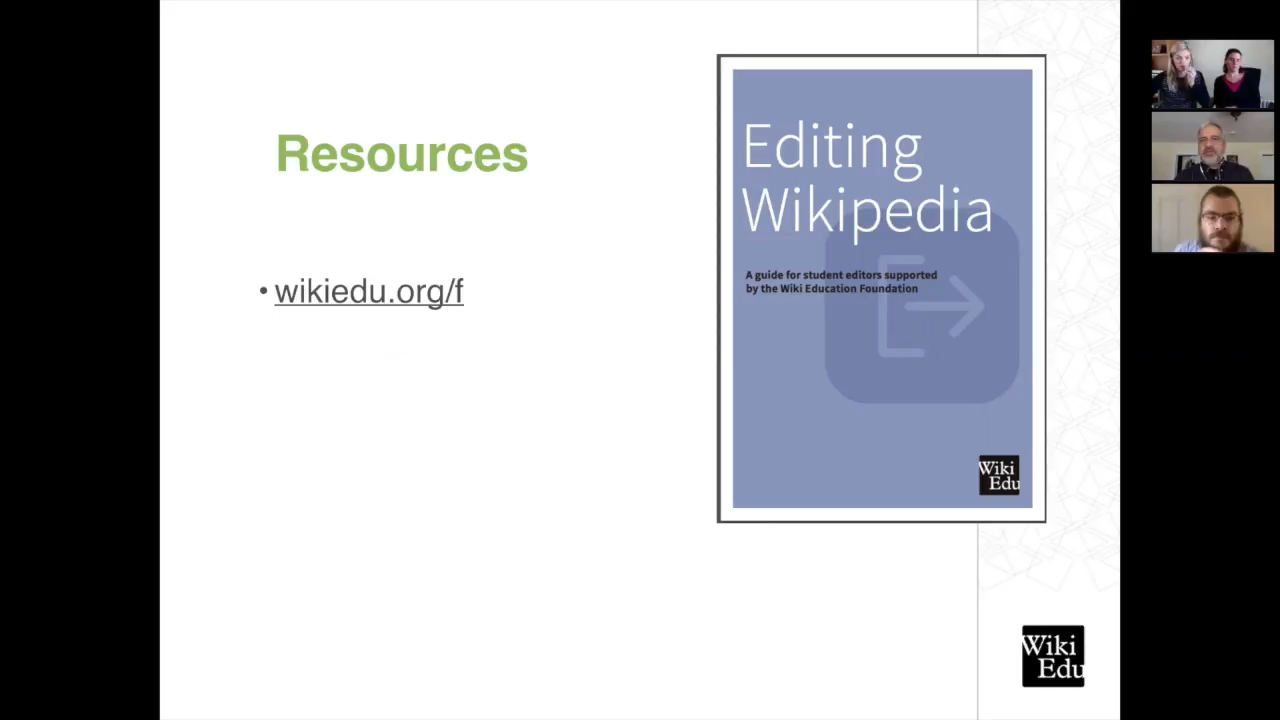 Resources
• wikiedu.org/f
Editing
Wikipedia
A guide for student editors supported
by the Wiki Education Foundation
Wiki
Edu
Wiki
Edu